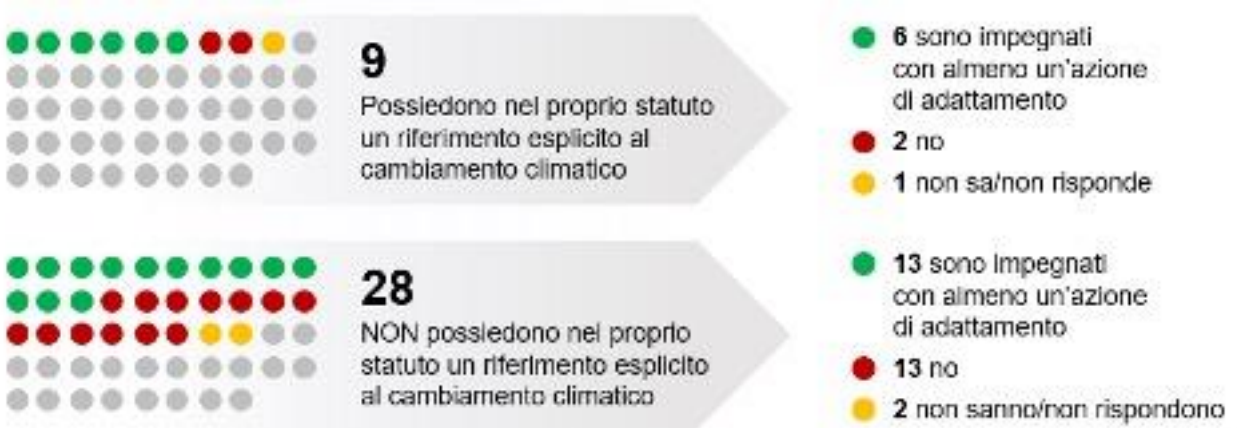 9
Possiedono nel proprio statuto
un riferimento esplicito al
cambiamento climatico
6 sono impegnati
con almeno un'azione
di adattamento
2 no
1 non sa/non risponde
28
NON possiedono nel proprio
statuto un riferimento esplicito
al cambiamento climatico
13 sono impegnati
con almeno un'azione
di adattamento
13 no
2 non sanno/non rispondono